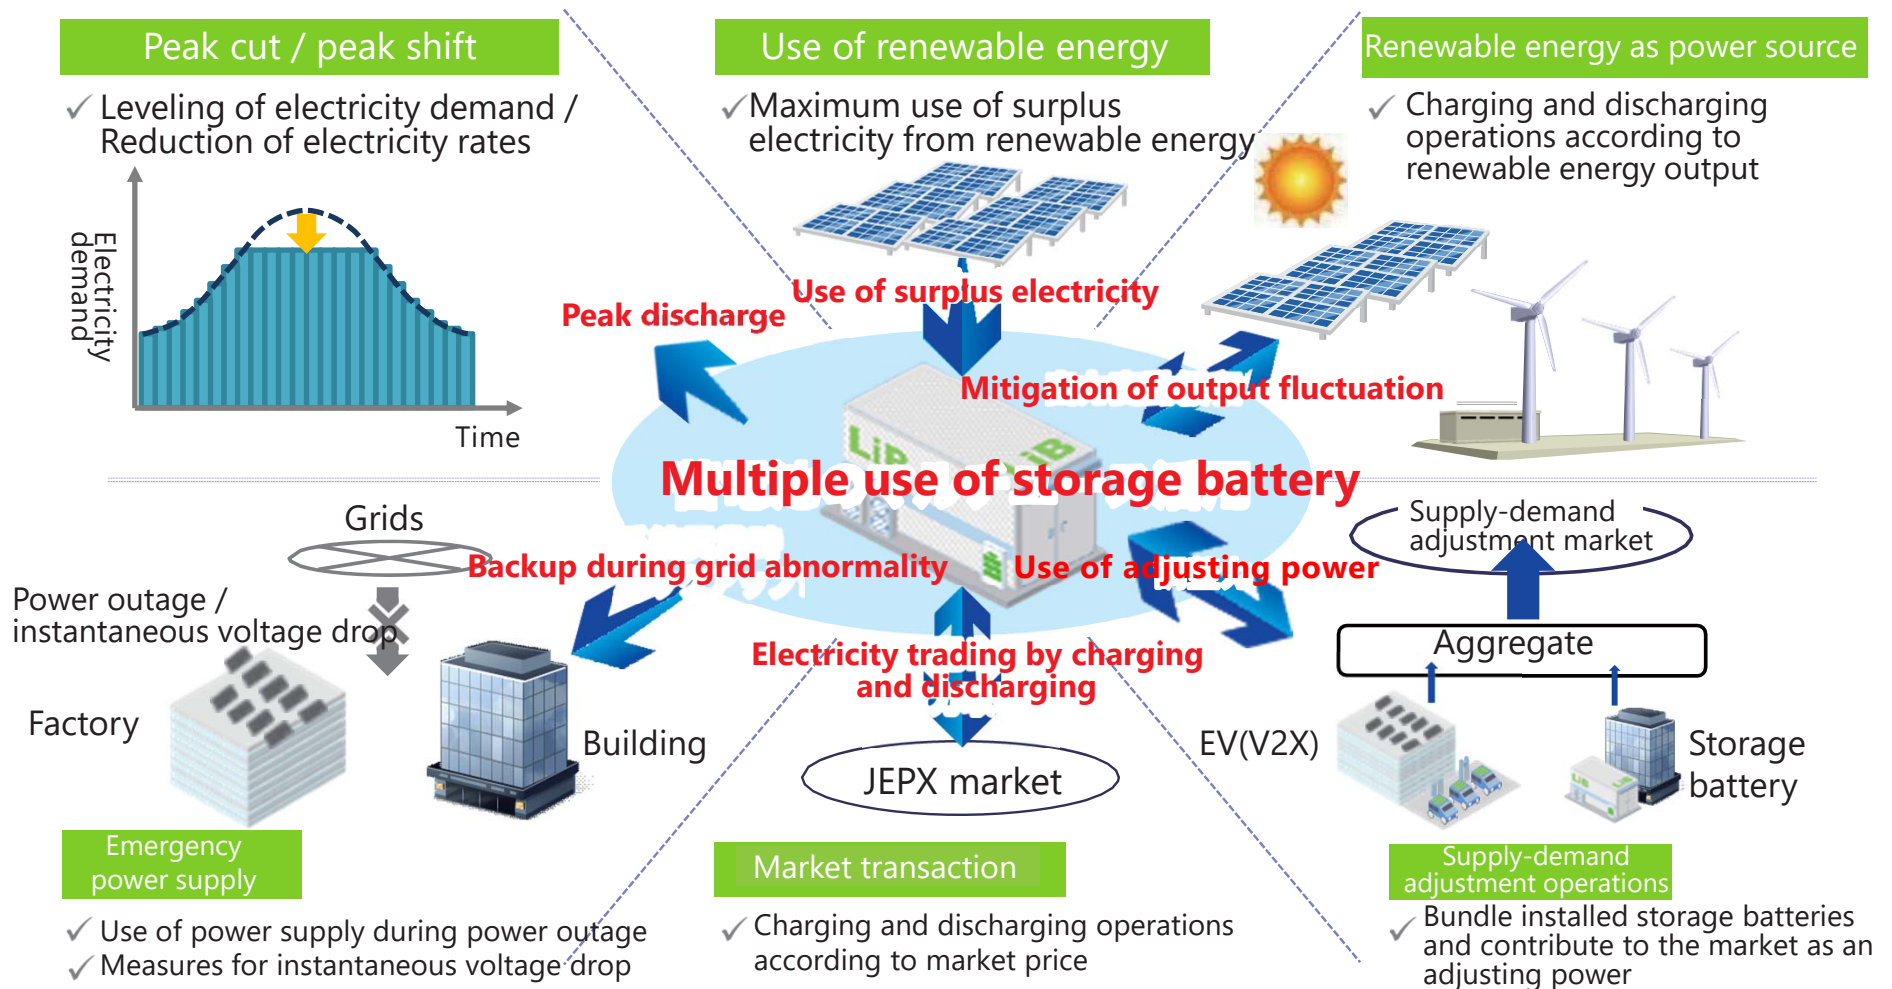 Peak cut / peak shift
Leveling of electricity demand /
Reduction of electricity rates
Electricity
demand
Time
Use of renewable energy
Maximum use of surplus
electricity from renewable energy
Renewable energy as power source
Charging and discharging
operations according to
renewable energy output
Peak discharge
Use of surplus electricity
Mitigation of output fluctuation
LiB
LiB
Multiple use of storage battery
Backup during grid abnormality
Use of adjusting power
Electricity trading by charging
and discharging
JEPX market
Grids
Power outage /
instantaneous voltage drop
Factory
Building
Emergency
power supply
Use of power supply during power outage
Measures for instantaneous voltage drop
Market transaction
Charging and discharging operations
according to market price
Supply-demand
adjustment market
Aggregate
EV(V2X)
Storage
battery
Supply-demand
adjustment operations
Bundle installed storage batteries
and contribute to the market as an
adjusting power